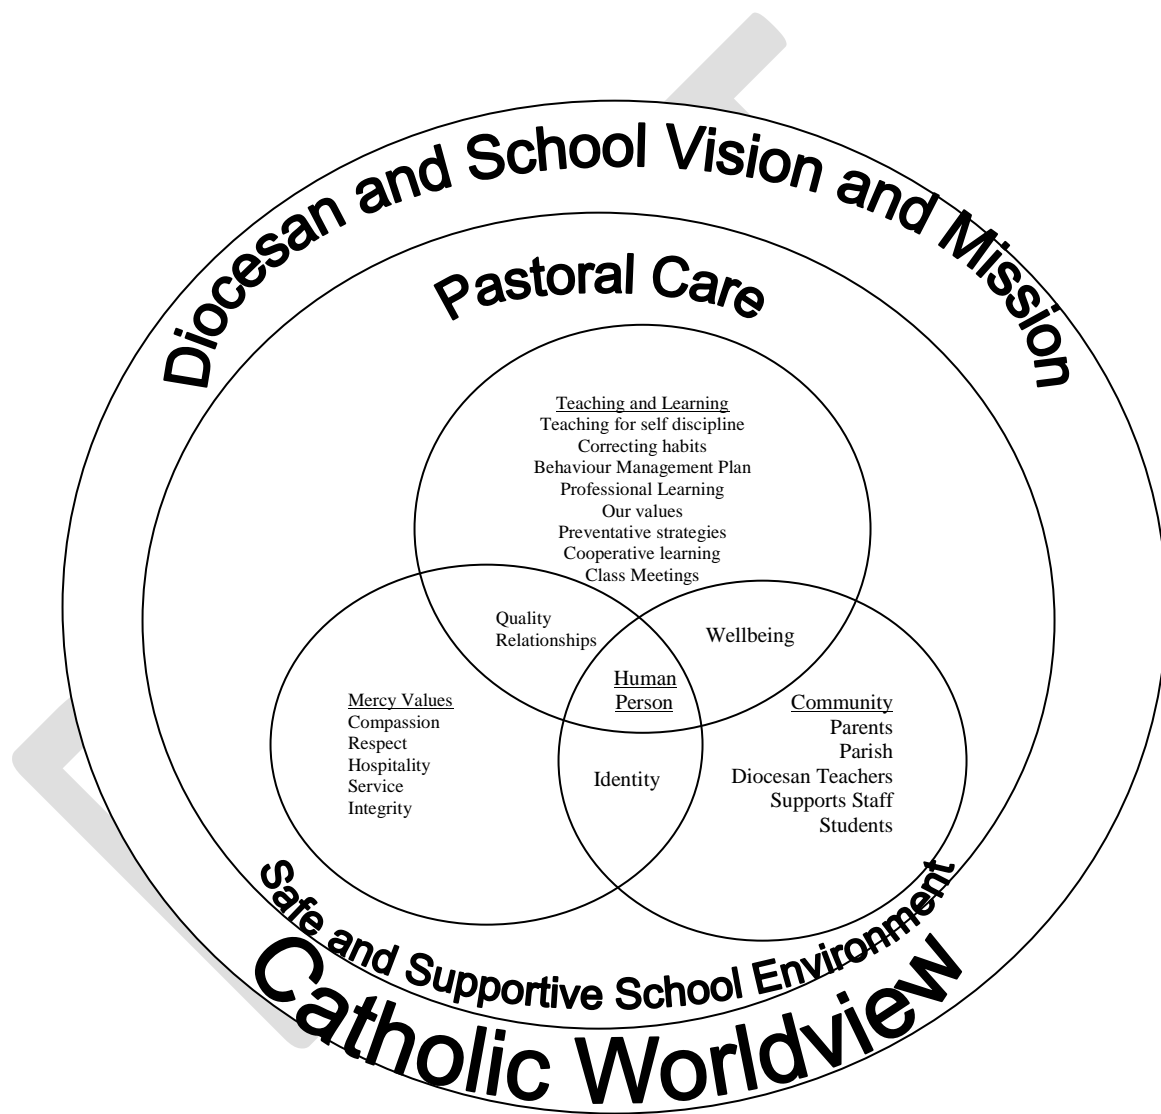 Diocesan and School Vision and Mission
Pastoral Care
Teaching and Learning
Teaching for self discipline
Correcting habits
Behaviour Management Plan
Professional Learning
Our values
Preventative strategies
Cooperative learning
Class Meetings
Quality
Relationships
Wellbeing
Human
Person
Mercy Values
Compassion
Respect
Hospitality
Service
Integrity
Identity
Community
Parents
Parish
Diocesan Teachers
Supports Staff
Students
Safe and Supportive School Environment
Catholic Worldview